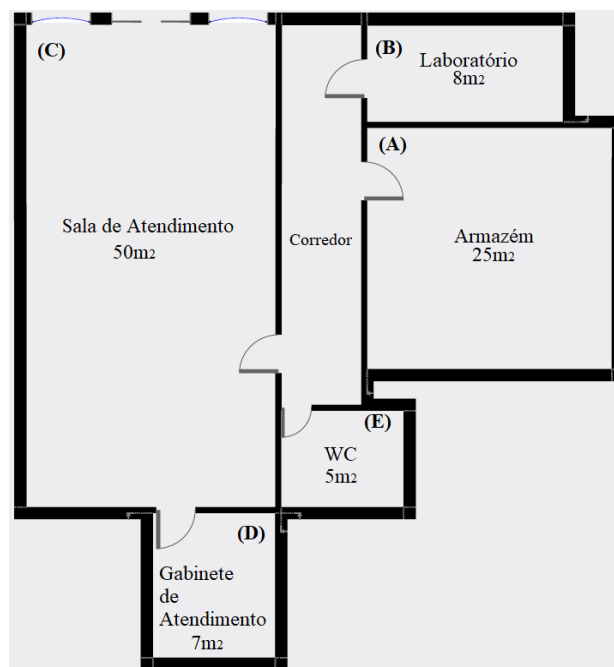 (C)
(B)
Laboratório
8m2
(A)
Sala de Atendimento
50m2
Corredor
Armazém
25m2
(E)
WC
5m2
(D)
Gabinete
de
Atendimento
7m2